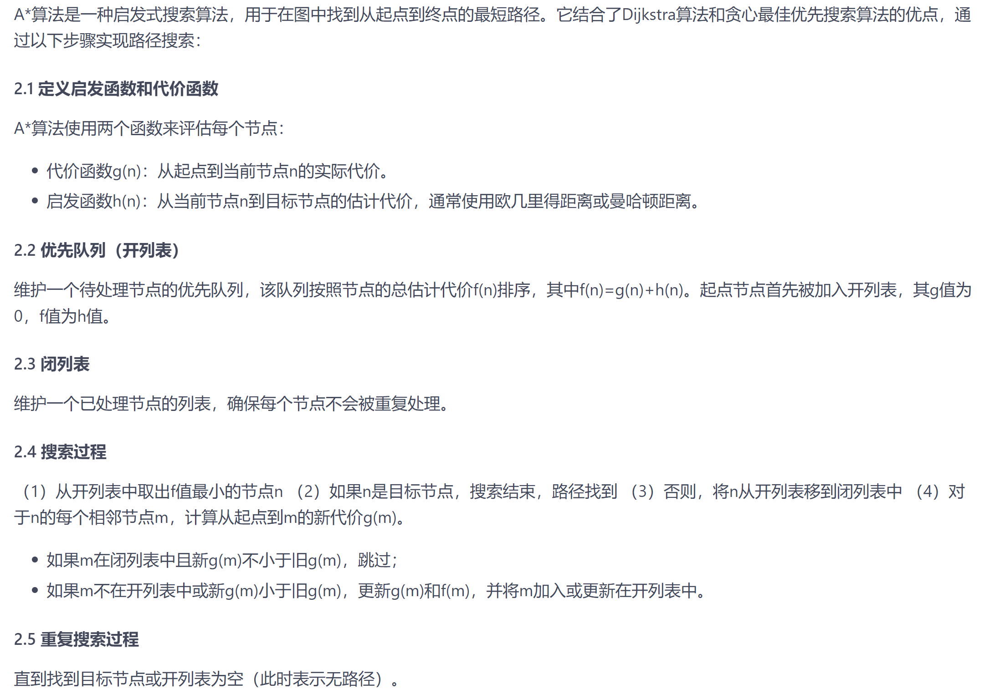 A*算法是一种启发式搜索算法，用于在图中找到从起点到终点的最短路径。它结合了Dijkstra算法和贪心最佳优先搜索算法的优点，通
过以下步骤实现路径搜索：
2.1 定义启发函数和代价函数
A*算法使用两个函数来评估每个节点：
• 代价函数g(n)：从起点到当前节点n的实际代价。
• 启发函数h(n)：从当前节点n到目标节点的估计代价，通常使用欧几里得距离或曼哈顿距离。
2.2 优先队列（开列表）
维护一个待处理节点的优先队列，该队列按照节点的总估计代价f(n)排序，其中f(n)=g(n)+h(n)。起点节点首先被加入开列表，其g值为
0，f值为h值。
2.3 闭列表
维护一个已处理节点的列表，确保每个节点不会被重复处理。
2.4 搜索过程
（1）从开列表中取出f值最小的节点n （2）如果n是目标节点，搜索结束，路径找到 （3）否则，将n从开列表移到闭列表中 （4）对
于n的每个相邻节点m，计算从起点到m的新代价g(m)。
• 如果m在闭列表中且新g(m)不小于旧g(m)，跳过；
• 如果m不在开列表中或新g(m)小于旧g(m)，更新g(m)和f(m)，并将m加入或更新在开列表中。
2.5 重复搜索过程
直到找到目标节点或开列表为空（此时表示无路径）。